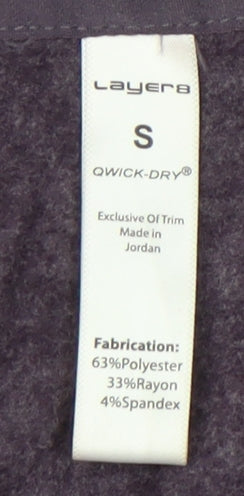 Layer8
S
QWICK-DRY®
Exclusive Of Trim
Made in
Jordan
Fabrication:
63%Polyester
33%Rayon
4%Spandex